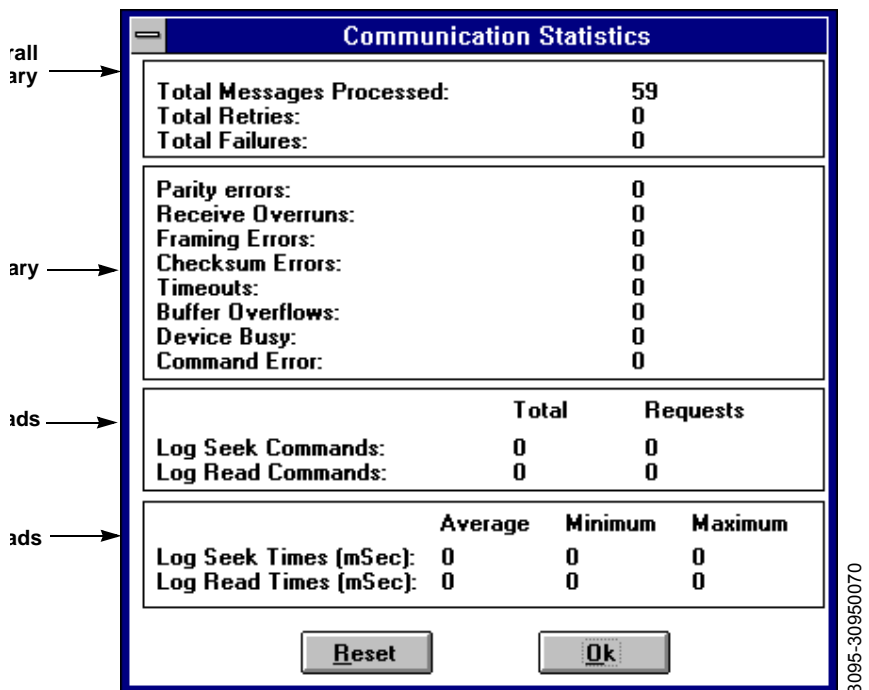 Communication Statistics
Total Messages Processed: 59
Total Retries: 0
Total Failures: 0
Parity errors: 0
Receive Overruns: 0
Framing Errors: 0
Checksum Errors: 0
Timeouts: 0
Buffer Overflows: 0
Device Busy: 0
Command Error: 0
Total Requests
Log Seek Commands: 0 0
Log Read Commands: 0 0
Average Minimum Maximum
Log Seek Times (mSec): 0 0 0
Log Read Times (mSec): 0 0 0
Reset Ok
rall
ary
ary
ads
ads
3095-30950070